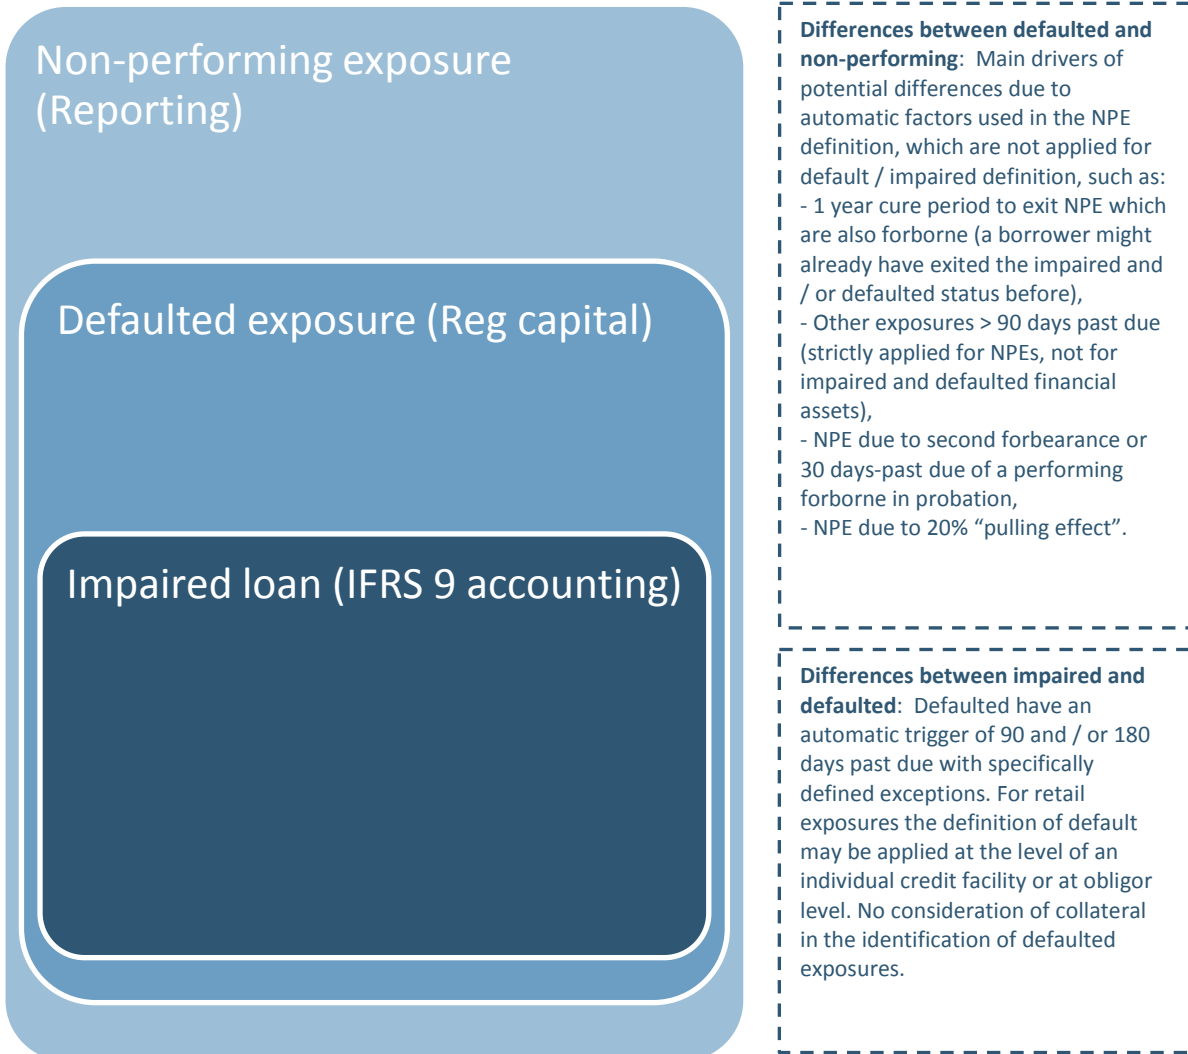 Non-performing exposure
(Reporting)
Defaulted exposure (Reg capital)
Impaired loan (IFRS 9 accounting)
Differences between defaulted and
non-performing:  Main drivers of
potential differences due to
automatic factors used in the NPE
definition, which are not applied for
default / impaired definition, such as:
- 1 year cure period to exit NPE which
are also forborne (a borrower might
already have exited the impaired and
/ or defaulted status before),
- Other exposures > 90 days past due
(strictly applied for NPEs, not for
impaired and defaulted financial
assets),
- NPE due to second forbearance or
30 days-past due of a performing
forborne in probation,
- NPE due to 20% “pulling effect”.
Differences between impaired and
defaulted:  Defaulted have an
automatic trigger of 90 and / or 180
days past due with specifically
defined exceptions. For retail
exposures the definition of default
may be applied at the level of an
individual credit facility or at obligor
level. No consideration of collateral
in the identification of defaulted
exposures.